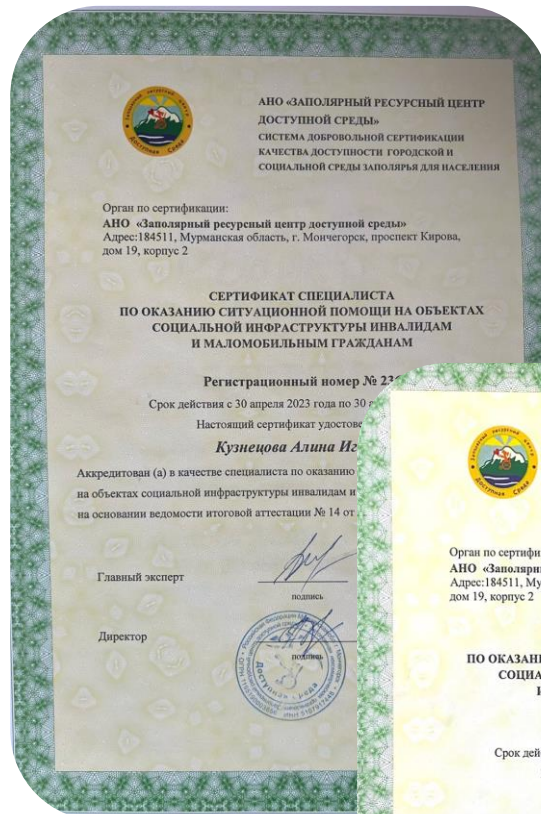 АНО «ЗАПОЛЯРНЫЙ РЕСУРСНЫЙ ЦЕНТР
ДОСТУПНОЙ СРЕДЫ»
СИСТЕМА ДОБРОВОЛЬНОЙ СЕРТИФИКАЦИИ
КАЧЕСТВА ДОСТУПНОСТИ ГОРОДСКОЙ И
СОЦИАЛЬНОЙ СРЕДЫ ЗАПОЛЯРЬЯ ДЛЯ НАСЕЛЕНИЯ
Орган по сертификации:
АНО «Заполярный ресурсный центр доступной среды»
Адрес:184511, Мурманская область, г. Мончегорск, проспект Кирова,
дом 19, корпус 2
СЕРТИФИКАТ СПЕЦИАЛИСТА
ПО ОКАЗАНИЮ СИТУАЦИОННОЙ ПОМОЩИ НА ОБЪЕКТАХ
СОЦИАЛЬНОЙ ИНФРАСТРУКТУРЫ ИНВАЛИДАМ
И МАЛОМОБИЛЬНЫМ ГРАЖДАНАМ
Регистрационный номер № 23
Срок действия с 30 апреля 2023 года по 30 а
Настоящий сертификат удостове
Кузнецова Алина Иг
Аккредитован (а) в качестве специалиста по оказанию
на объектах социальной инфраструктуры инвалидам и
на основании ведомости итоговой аттестации № 14 от
Главный эксперт
подпись
Директор
подпись
Доступная среда
Орган по сертифи
АНО «Заполярн
Адрес:184511, Му
дом 19, корпус 2
ПО ОКАЗАН
СОЦИА
Срок дей